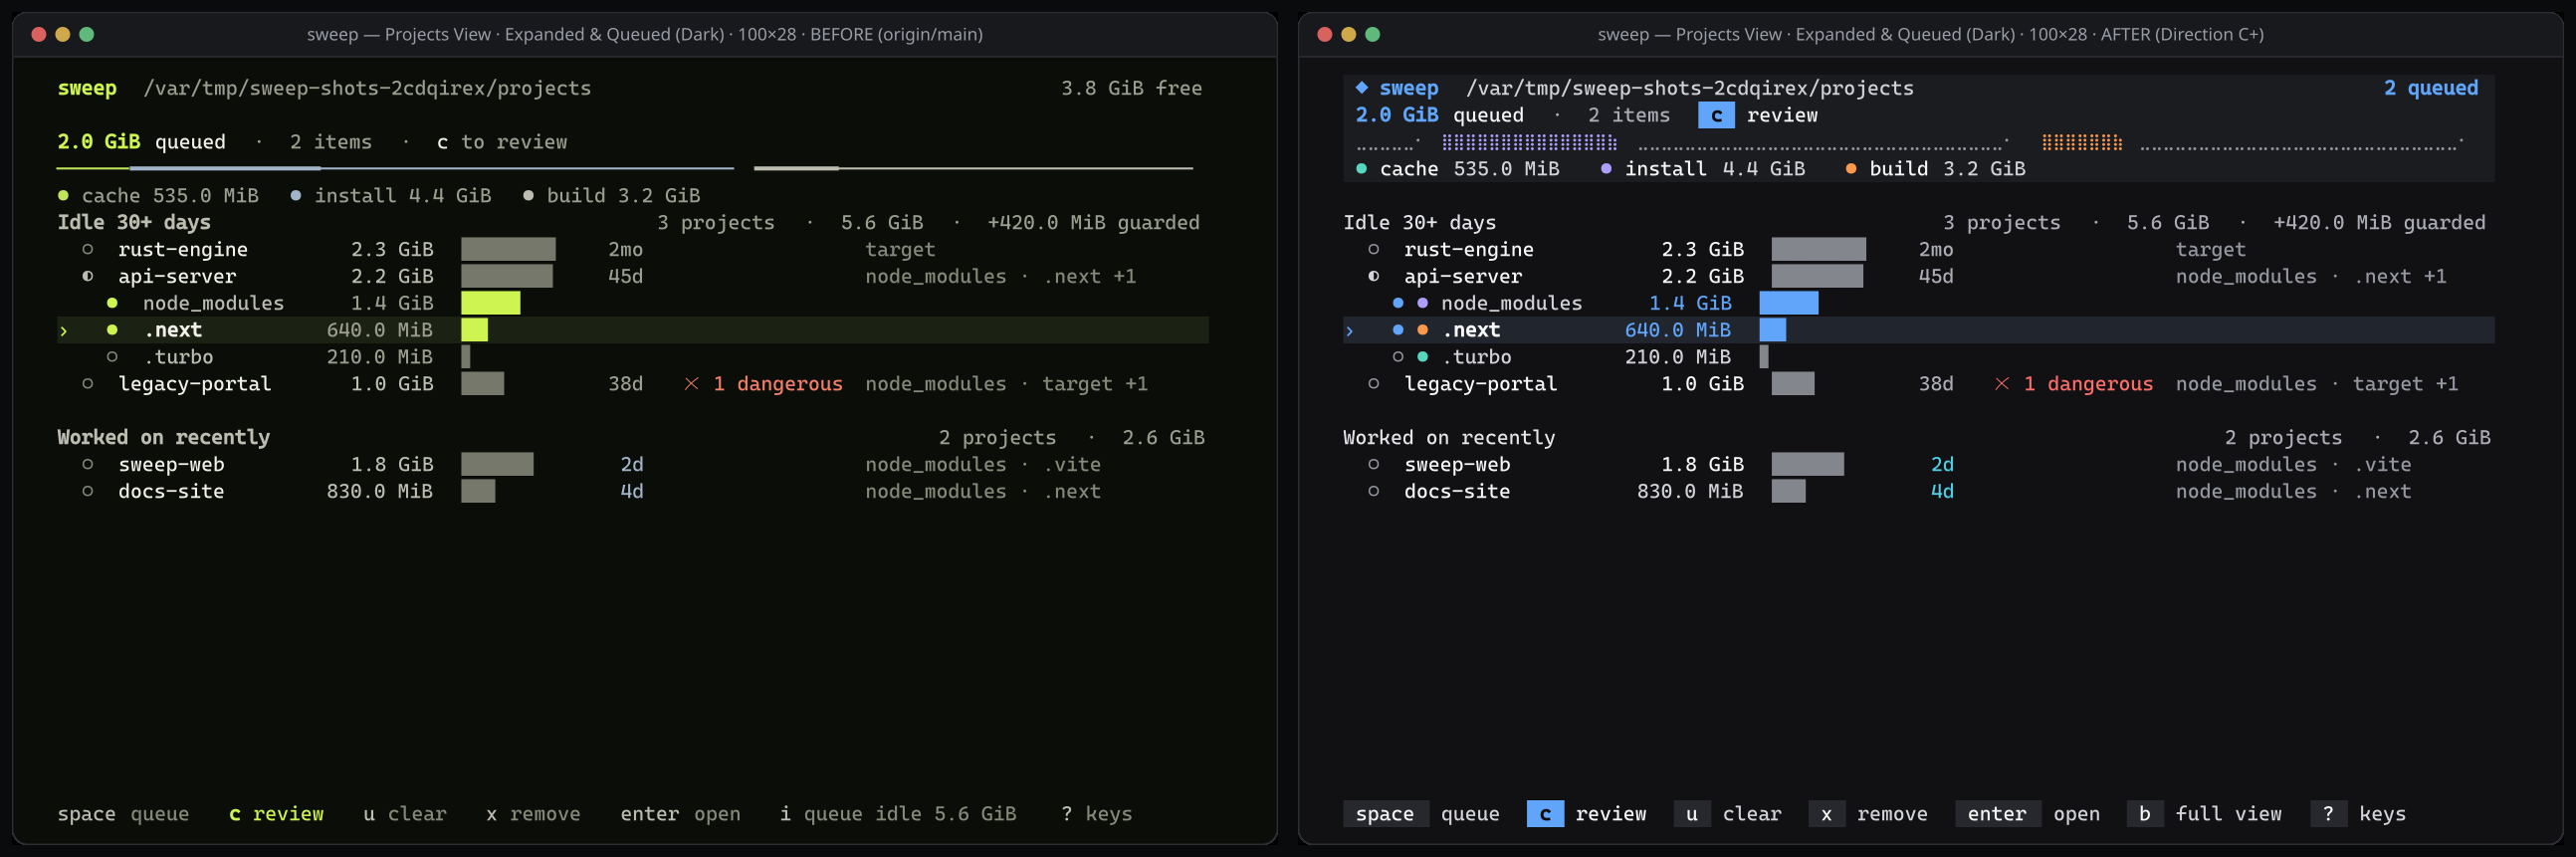 sweep — Projects View · Expanded & Queued (Dark) · 100×28 · BEFORE (origin/main)
sweep /var/tmp/sweep-shots-2cdqirex/projects 3.8 GiB free
2.0 GiB queued · 2 items · c to review
● cache 535.0 MiB ● install 4.4 GiB ● build 3.2 GiB
Idle 30+ days 3 projects · 5.6 GiB · +420.0 MiB guarded
○ rust-engine 2.3 GiB 2mo target
◐ api-server 2.2 GiB 45d node_modules · .next +1
● node_modules 1.4 GiB
› ● .next 640.0 MiB
○ .turbo 210.0 MiB
○ legacy-portal 1.0 GiB 38d × 1 dangerous node_modules · target +1
Worked on recently 2 projects · 2.6 GiB
○ sweep-web 1.8 GiB 2d node_modules · .vite
○ docs-site 830.0 MiB 4d node_modules · .next
space queue c review u clear x remove enter open i queue idle 5.6 GiB ? keys
sweep — Projects View · Expanded & Queued (Dark) · 100×28 · AFTER (Direction C+)
◆ sweep /var/tmp/sweep-shots-2cdqirex/projects 2 queued
2.0 GiB queued · 2 items c review
● cache 535.0 MiB ● install 4.4 GiB ● build 3.2 GiB
Idle 30+ days 3 projects · 5.6 GiB · +420.0 MiB guarded
○ rust-engine 2.3 GiB 2mo target
◐ api-server 2.2 GiB 45d node_modules · .next +1
● ● node_modules 1.4 GiB
› ● ● .next 640.0 MiB
○ ● .turbo 210.0 MiB
○ legacy-portal 1.0 GiB 38d × 1 dangerous node_modules · target +1
Worked on recently 2 projects · 2.6 GiB
○ sweep-web 1.8 GiB 2d node_modules · .vite
○ docs-site 830.0 MiB 4d node_modules · .next
space queue c review u clear x remove enter open b full view ? keys